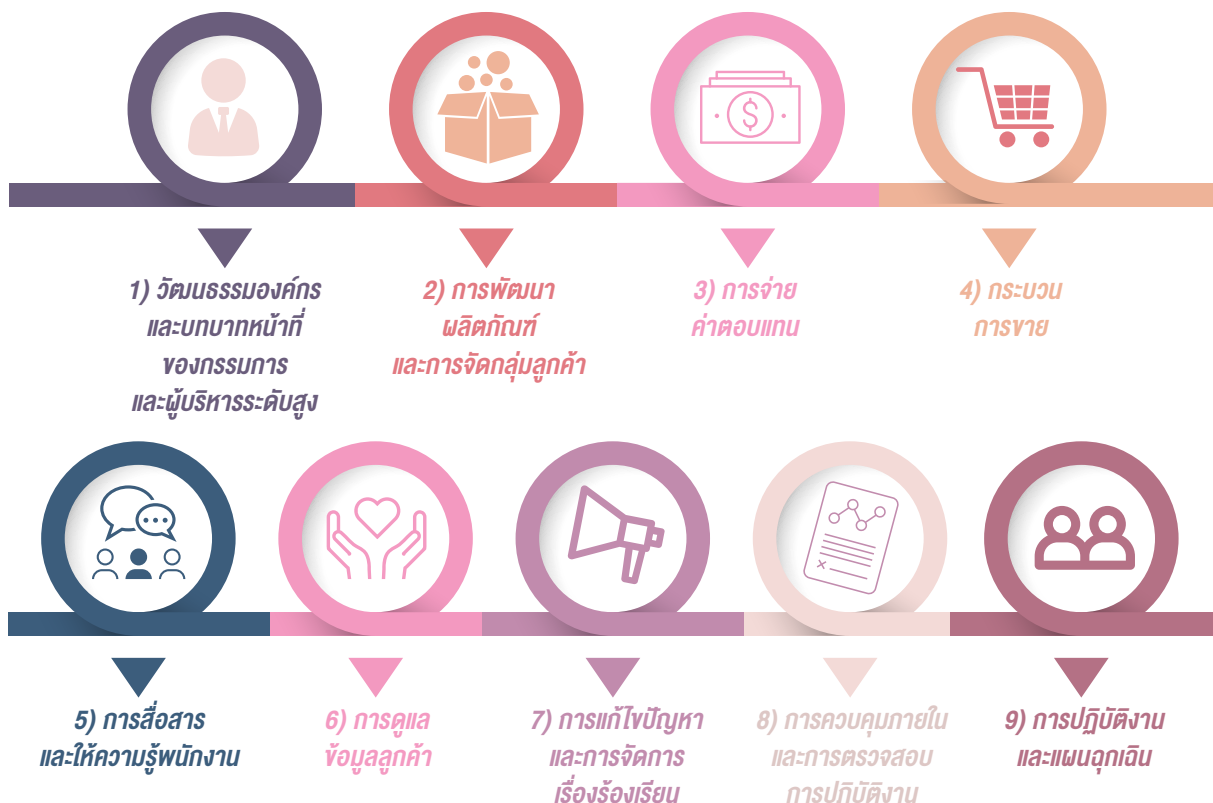 1) วัฒนธรรมองค์กร
และบทบาทหน้าที่
ของกรรมการ
และผู้บริหารระดับสูง
2) การพัฒนา
ผลิตภัณฑ์
และการจัดกลุ่มลูกค้า
3) การจ่าย
ค่าตอบแทน
4) กระบวน
การขาย
5) การสื่อสาร
และให้ความรู้พนักงาน
6) การดูแล
ข้อมูลลูกค้า
7) การแก้ไขปัญหา
และการจัดการ
เรื่องร้องเรียน
8) การควบคุมภายใน
และการตรวจสอบ
การปฏิบัติงาน
9) การปฏิบัติงาน
และแผนฉุกเฉิน